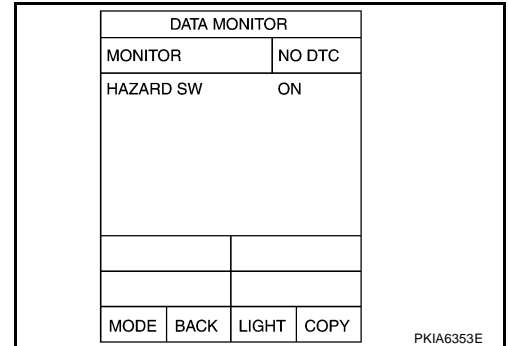 DATA MONITOR
MONITOR NO DTC
HAZARD SW ON
MODE BACK LIGHT COPY
PKIA6353E